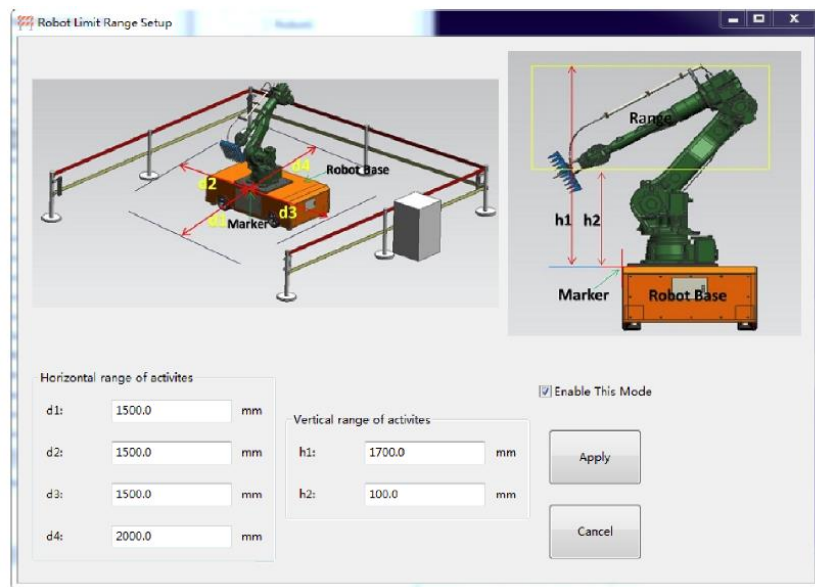 Robot Limit Range Setup
d4
d2
Robot Base
d3
Marker
Range
h1
h2
Marker
Robot Base
Horizontal range of activites
d1:
1500.0
mm
d2:
1500.0
mm
d3:
1500.0
mm
d4:
2000.0
mm
Vertical range of activites
h1:
1700.0
mm
h2:
100.0
mm
Enable This Mode
Apply
Cancel